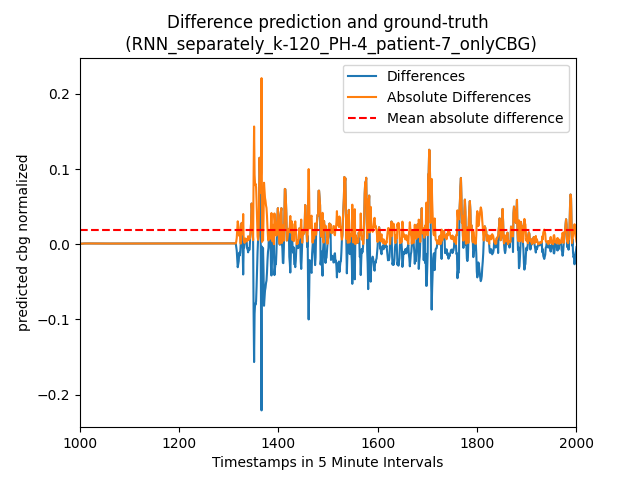 Difference prediction and ground-truth
(RNN_separately_k-120_PH-4_patient-7_onlyCBG)
Differences
Absolute Differences
Mean absolute difference
predicted cbg normalized
0.2
0.1
0.0
−0.1
−0.2
1000 1200 1400 1600 1800 2000
Timestamps in 5 Minute Intervals